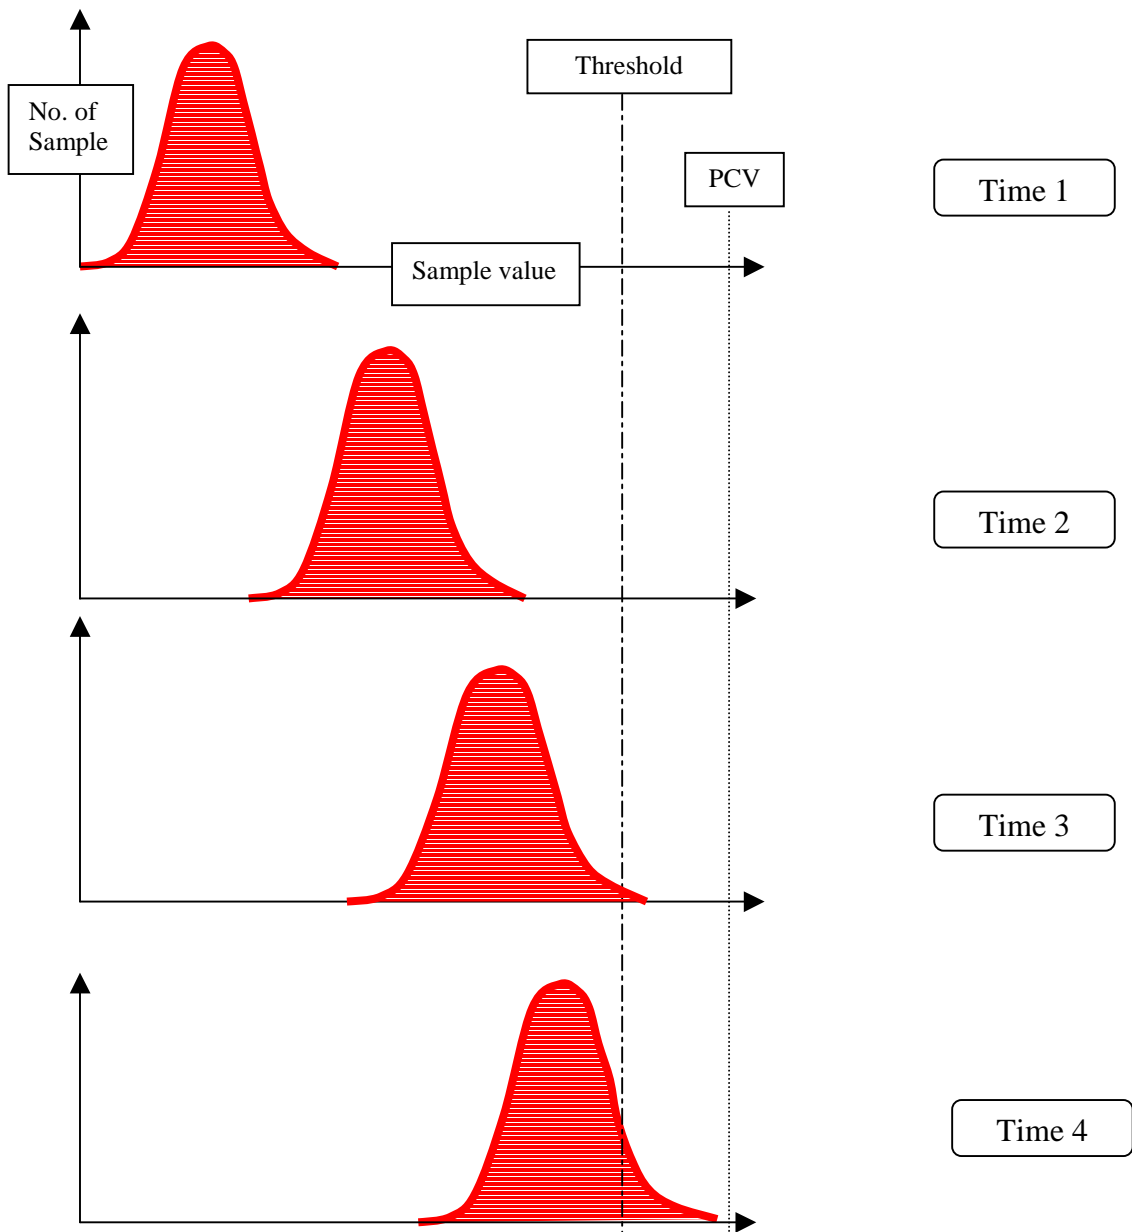 Threshold
No. of
Sample
PCV
Time 1
Sample value
Time 2
Time 3
Time 4